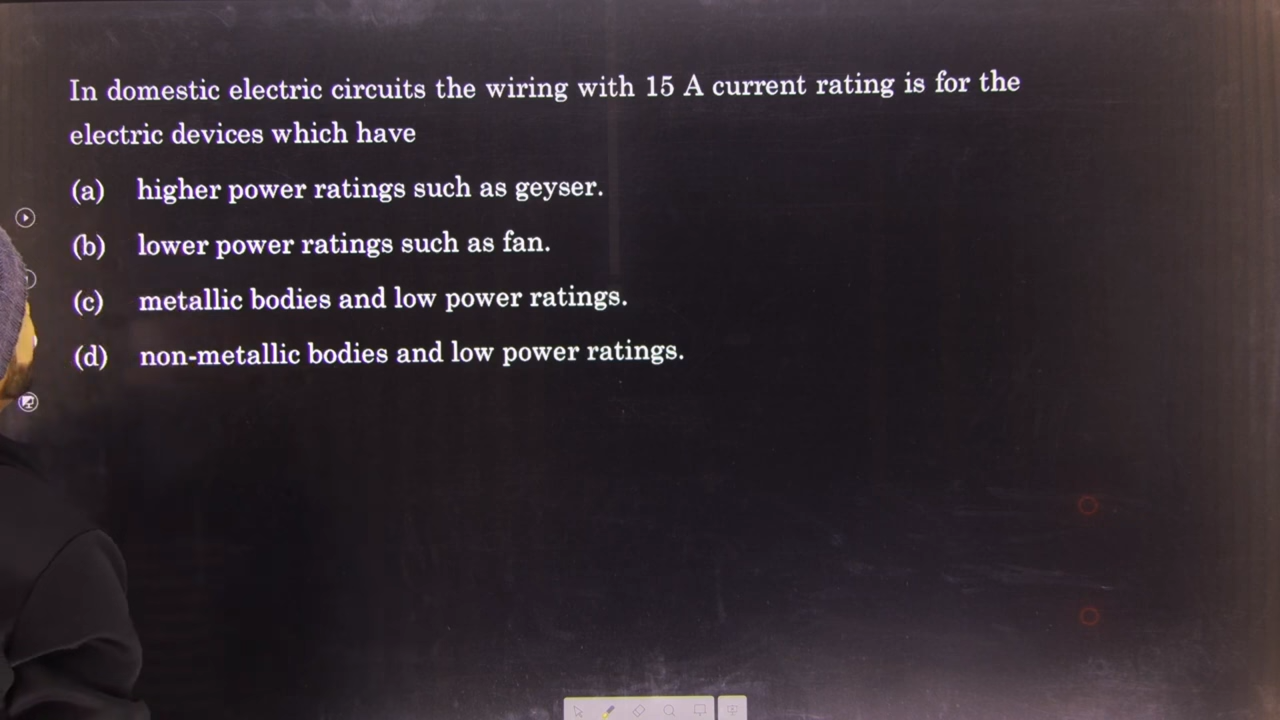 In domestic electric circuits the wiring with 15 A current rating is for the
electric devices which have
(a) higher power ratings such as geyser.
(b) lower power ratings such as fan.
(c) metallic bodies and low power ratings.
(d) non-metallic bodies and low power ratings.